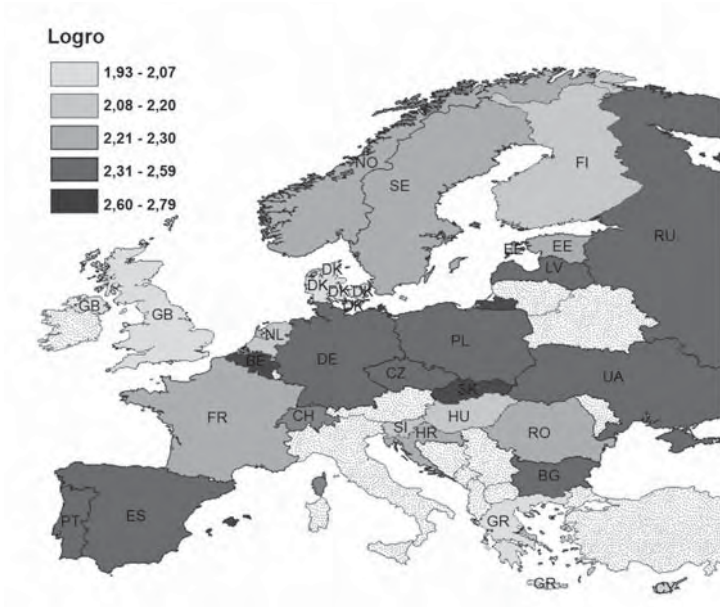 Logro
1,93 - 2,07
2,08 - 2,20
2,21 - 2,30
2,31 - 2,59
2,60 - 2,79
NO
SE
FI
RU
EE
EE
LV
DK
DK
DK
DK
DK
GB
GB
NL
BE
DE
PL
CZ
SK
UA
FR
CH
HU
SI
HR
RO
BG
PT
ES
GR
GR
CY